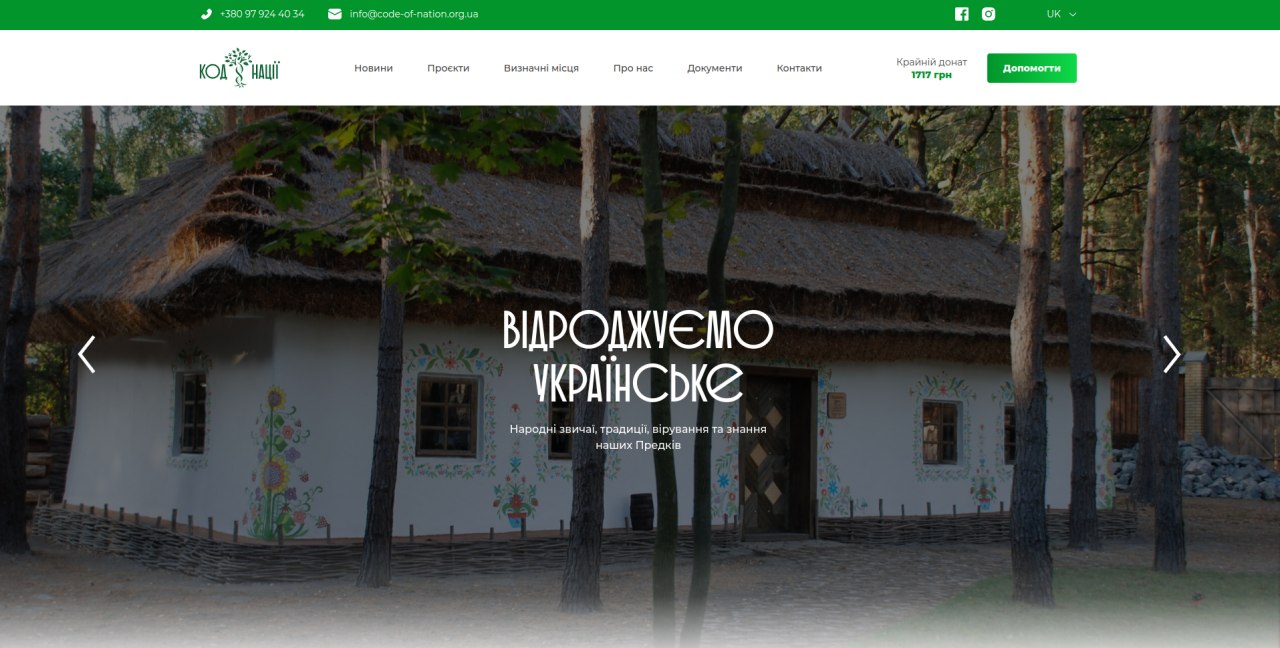 +380 97 924 40 34 info@code-of-nation.org.ua UK
КОД НАЦІЇ Новини Проєкти Визначні місця Про нас Документи Контакти
Крайній донат
1717 грн
Допомогти
ВІДРОДЖУЄМО
УКРАЇНСЬКЕ
Народні звичаї, традиції, вірування та знання
наших Предків